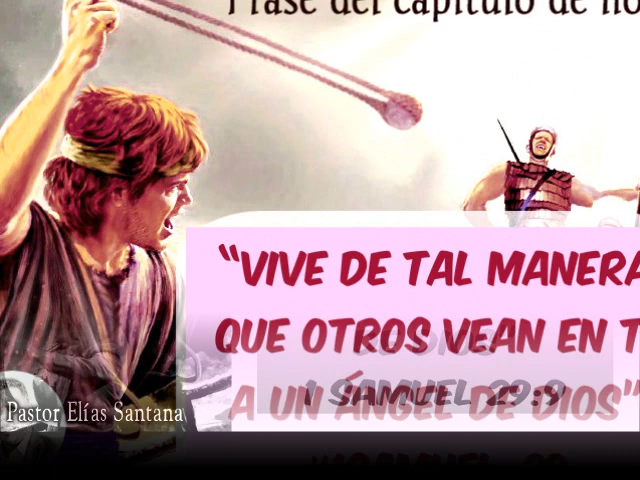 Frase del capítulo de ho
“VIVE DE TAL MANERA
QUE OTROS VEAN EN T
A UN ÁNGEL DE DIOS”
1 SAMUEL 29:9
Pastor Elías Santana